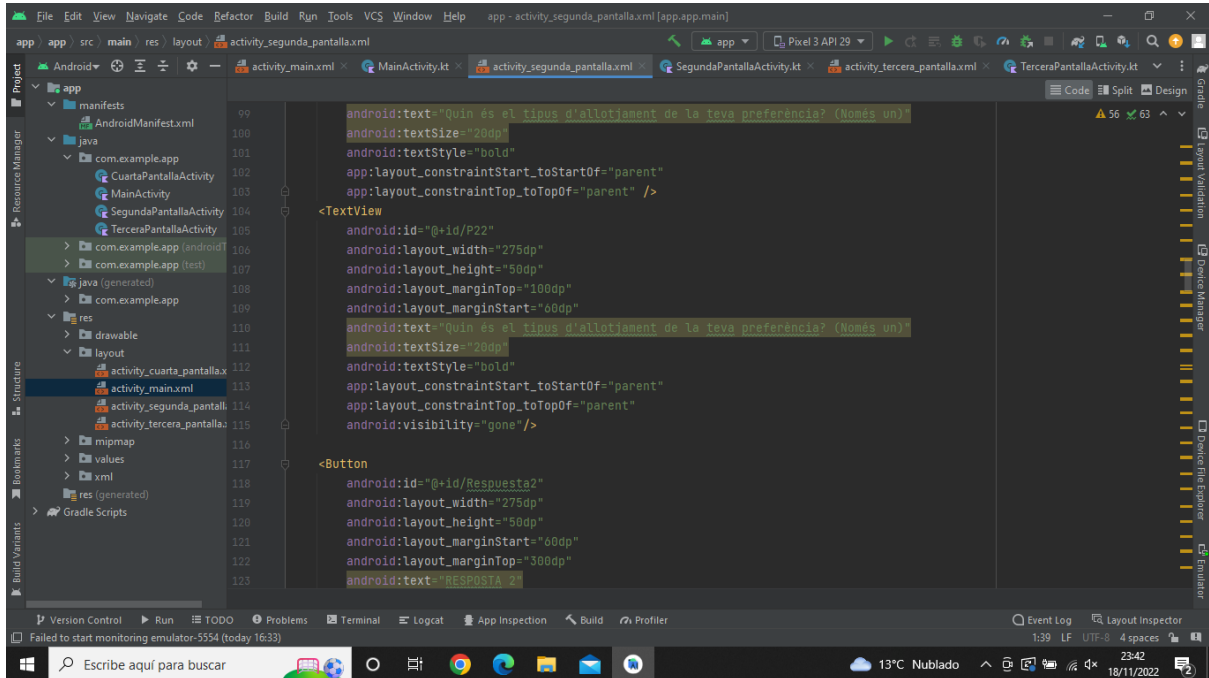 File Edit View Navigate Code Refactor Build Run Tools VCS Window Help app - activity_segunda_pantalla.xml [app.app.main]
app app src main res layout activity_segunda_pantalla.xml app Pixel 3 API 29
Android activity_main.xml MainActivity.kt activity_segunda_pantalla.xml SegundaPantallaActivity.kt activity_tercera_pantalla.xml TerceraPantallaActivity.kt
Code Split Design
56 63
Project
Resource Manager
Structure
Bookmarks
Build Variants
app
manifests
AndroidManifest.xml
java
com.example.app
CuartaPantallaActivity
MainActivity
SegundaPantallaActivity
TerceraPantallaActivity
com.example.app (androidT
com.example.app (test)
java (generated)
com.example.app
res
drawable
layout
activity_cuarta_pantalla.x
activity_main.xml
activity_segunda_pantall
activity_tercera_pantalla.
mipmap
values
xml
res (generated)
Gradle Scripts
99 android:text="Quin és el tipus d'allotjament de la teva preferència? (Només un)"
100 android:textSize="20dp"
101 android:textStyle="bold"
102 app:layout_constraintStart_toStartOf="parent"
103 app:layout_constraintTop_toTopOf="parent" />
104 <TextView
105 android:id="@+id/P22"
106 android:layout_width="275dp"
107 android:layout_height="50dp"
108 android:layout_marginTop="100dp"
109 android:layout_marginStart="60dp"
110 android:text="Quin és el tipus d'allotjament de la teva preferència? (Només un)"
111 android:textSize="20dp"
112 android:textStyle="bold"
113 app:layout_constraintStart_toStartOf="parent"
114 app:layout_constraintTop_toTopOf="parent"
115 android:visibility="gone"/>
116
117 <Button
118 android:id="@+id/Respuesta2"
119 android:layout_width="275dp"
120 android:layout_height="50dp"
121 android:layout_marginStart="60dp"
122 android:layout_marginTop="300dp"
123 android:text="RESPOSTA 2"
Gradle
Layout Validation
Device Manager
Device File Explorer
Emulator
Version Control Run TODO Problems Terminal Logcat App Inspection Build Profiler Event Log Layout Inspector
Failed to start monitoring emulator-5554 (today 16:33) 1:39 LF UTF-8 4 spaces
Escribe aquí para buscar 13°C Nublado 23:42
18/11/2022 2